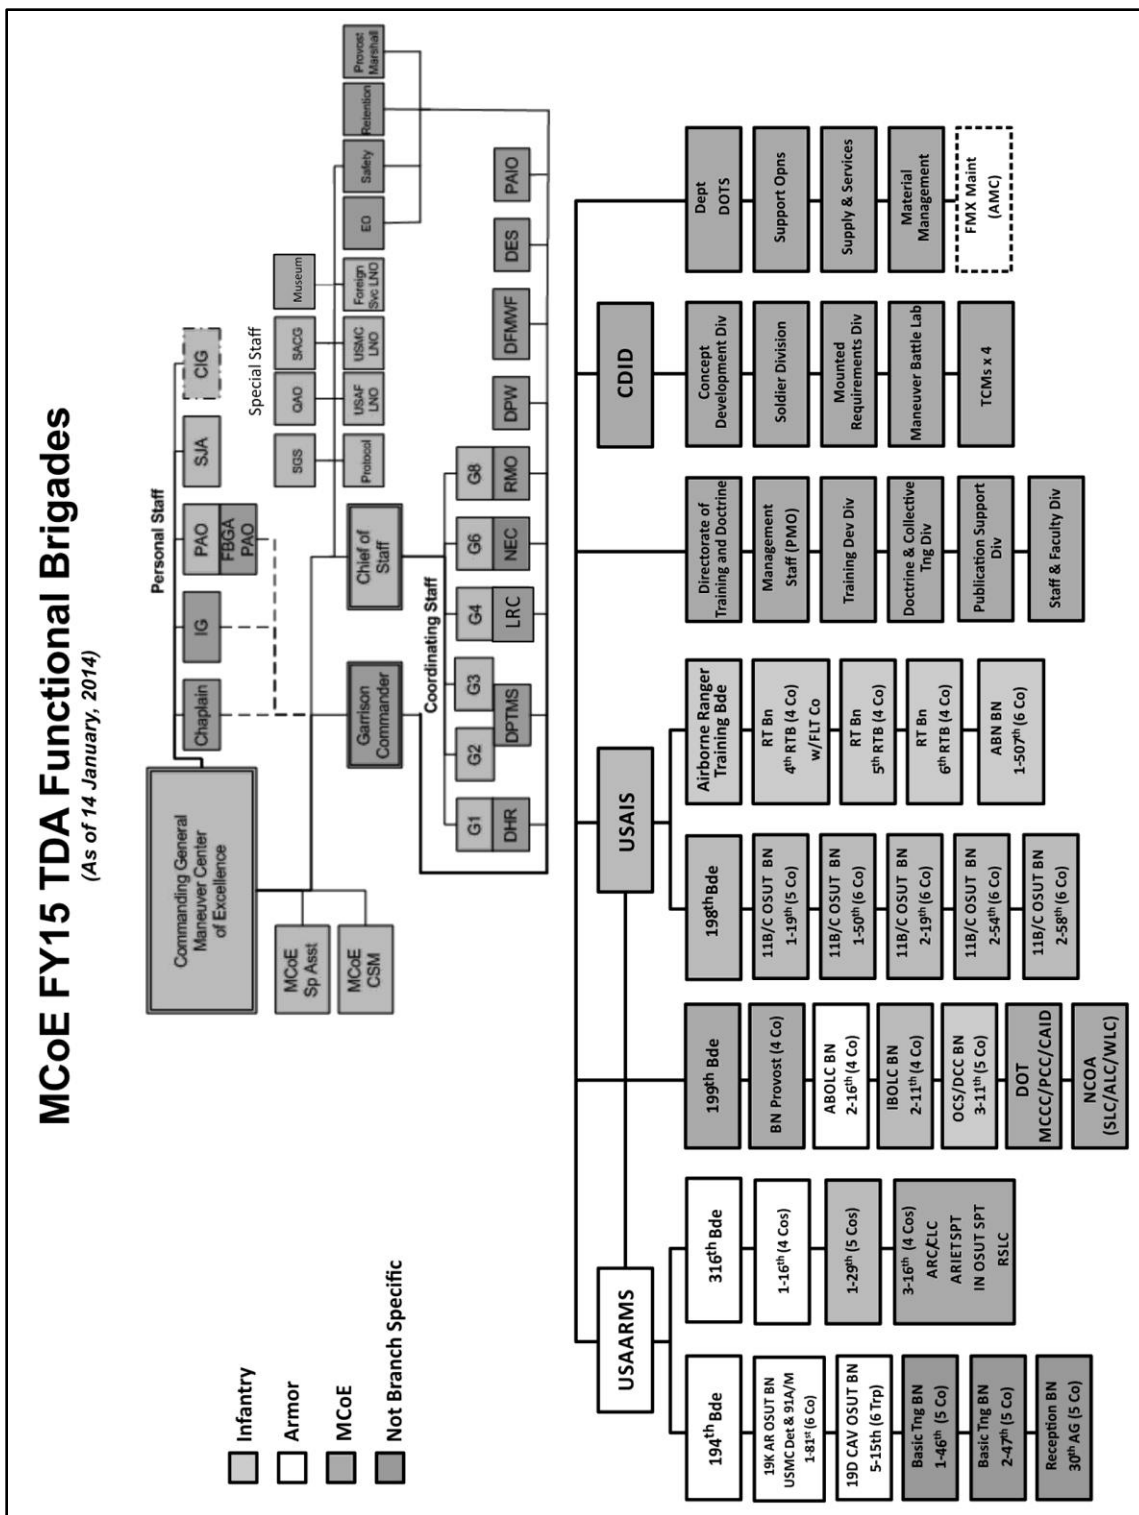 MCoE FY15 TDA Functional Brigades
(As of 14 January, 2014)
Commanding General
Maneuver Center
of Excellence
MCoE
Sp Asst
MCoE
CSM
Personal Staff
Chaplain
IG
PAO
FBGA
PAO
SJA
CIG
Special Staff
SGS
QAO
SACG
Museum
Protocol
USAF
LNO
USMC
LNO
Foreign
Svc LNO
EO
Safety
Retention
Provost
Marshall
Garrison
Commander
Chief of
Staff
Coordinating Staff
G1
G2
G3
G4
G6
G8
DHR
DPTMS
LRC
NEC
RMO
DPW
DFMWF
DES
PAIO
Infantry
Armor
MCoE
Not Branch Specific
USAARMS
USAIS
CDID
194th Bde
19K AR OSUT BN
USMC Det & 91A/M
1-81st (6 Co)
19D CAV OSUT BN
5-15th (6 Trp)
Basic Tng BN
1-46th (5 Co)
Basic Tng BN
2-47th (5 Co)
Reception BN
30th AG (5 Co)
316th Bde
1-16th (4 Cos)
1-29th (5 Cos)
3-16th (4 Cos)
ARC/CLC
ARIETSPT
IN OSUT SPT
RSLC
199th Bde
BN Provost (4 Co)
ABOLC BN
2-16th (4 Co)
IBOLC BN
2-11th (4 Co)
OCS/DCC BN
3-11th (5 Co)
DOT
MCCC/PCC/CAID
NCOA
(SLC/ALC/WLC)
198th Bde
11B/C OSUT BN
1-19th (5 Co)
11B/C OSUT BN
1-50th (6 Co)
11B/C OSUT BN
2-19th (6 Co)
11B/C OSUT BN
2-54th (6 Co)
11B/C OSUT BN
2-58th (6 Co)
Airborne Ranger
Training Bde
RT Bn
4th RTB (4 Co)
w/FLT Co
RT Bn
5th RTB (4 Co)
RT Bn
6th RTB (4 Co)
ABN BN
1-507th (6 Co)
Directorate of
Training and Doctrine
Management
Staff (PMO)
Training Dev Div
Doctrine & Collective
Tng Div
Publication Support
Div
Staff & Faculty Div
Concept
Development Div
Soldier Division
Mounted
Requirements Div
Maneuver Battle Lab
TCMs x 4
Dept
DOTS
Support Opns
Supply & Services
Material
Management
FMX Maint
(AMC)